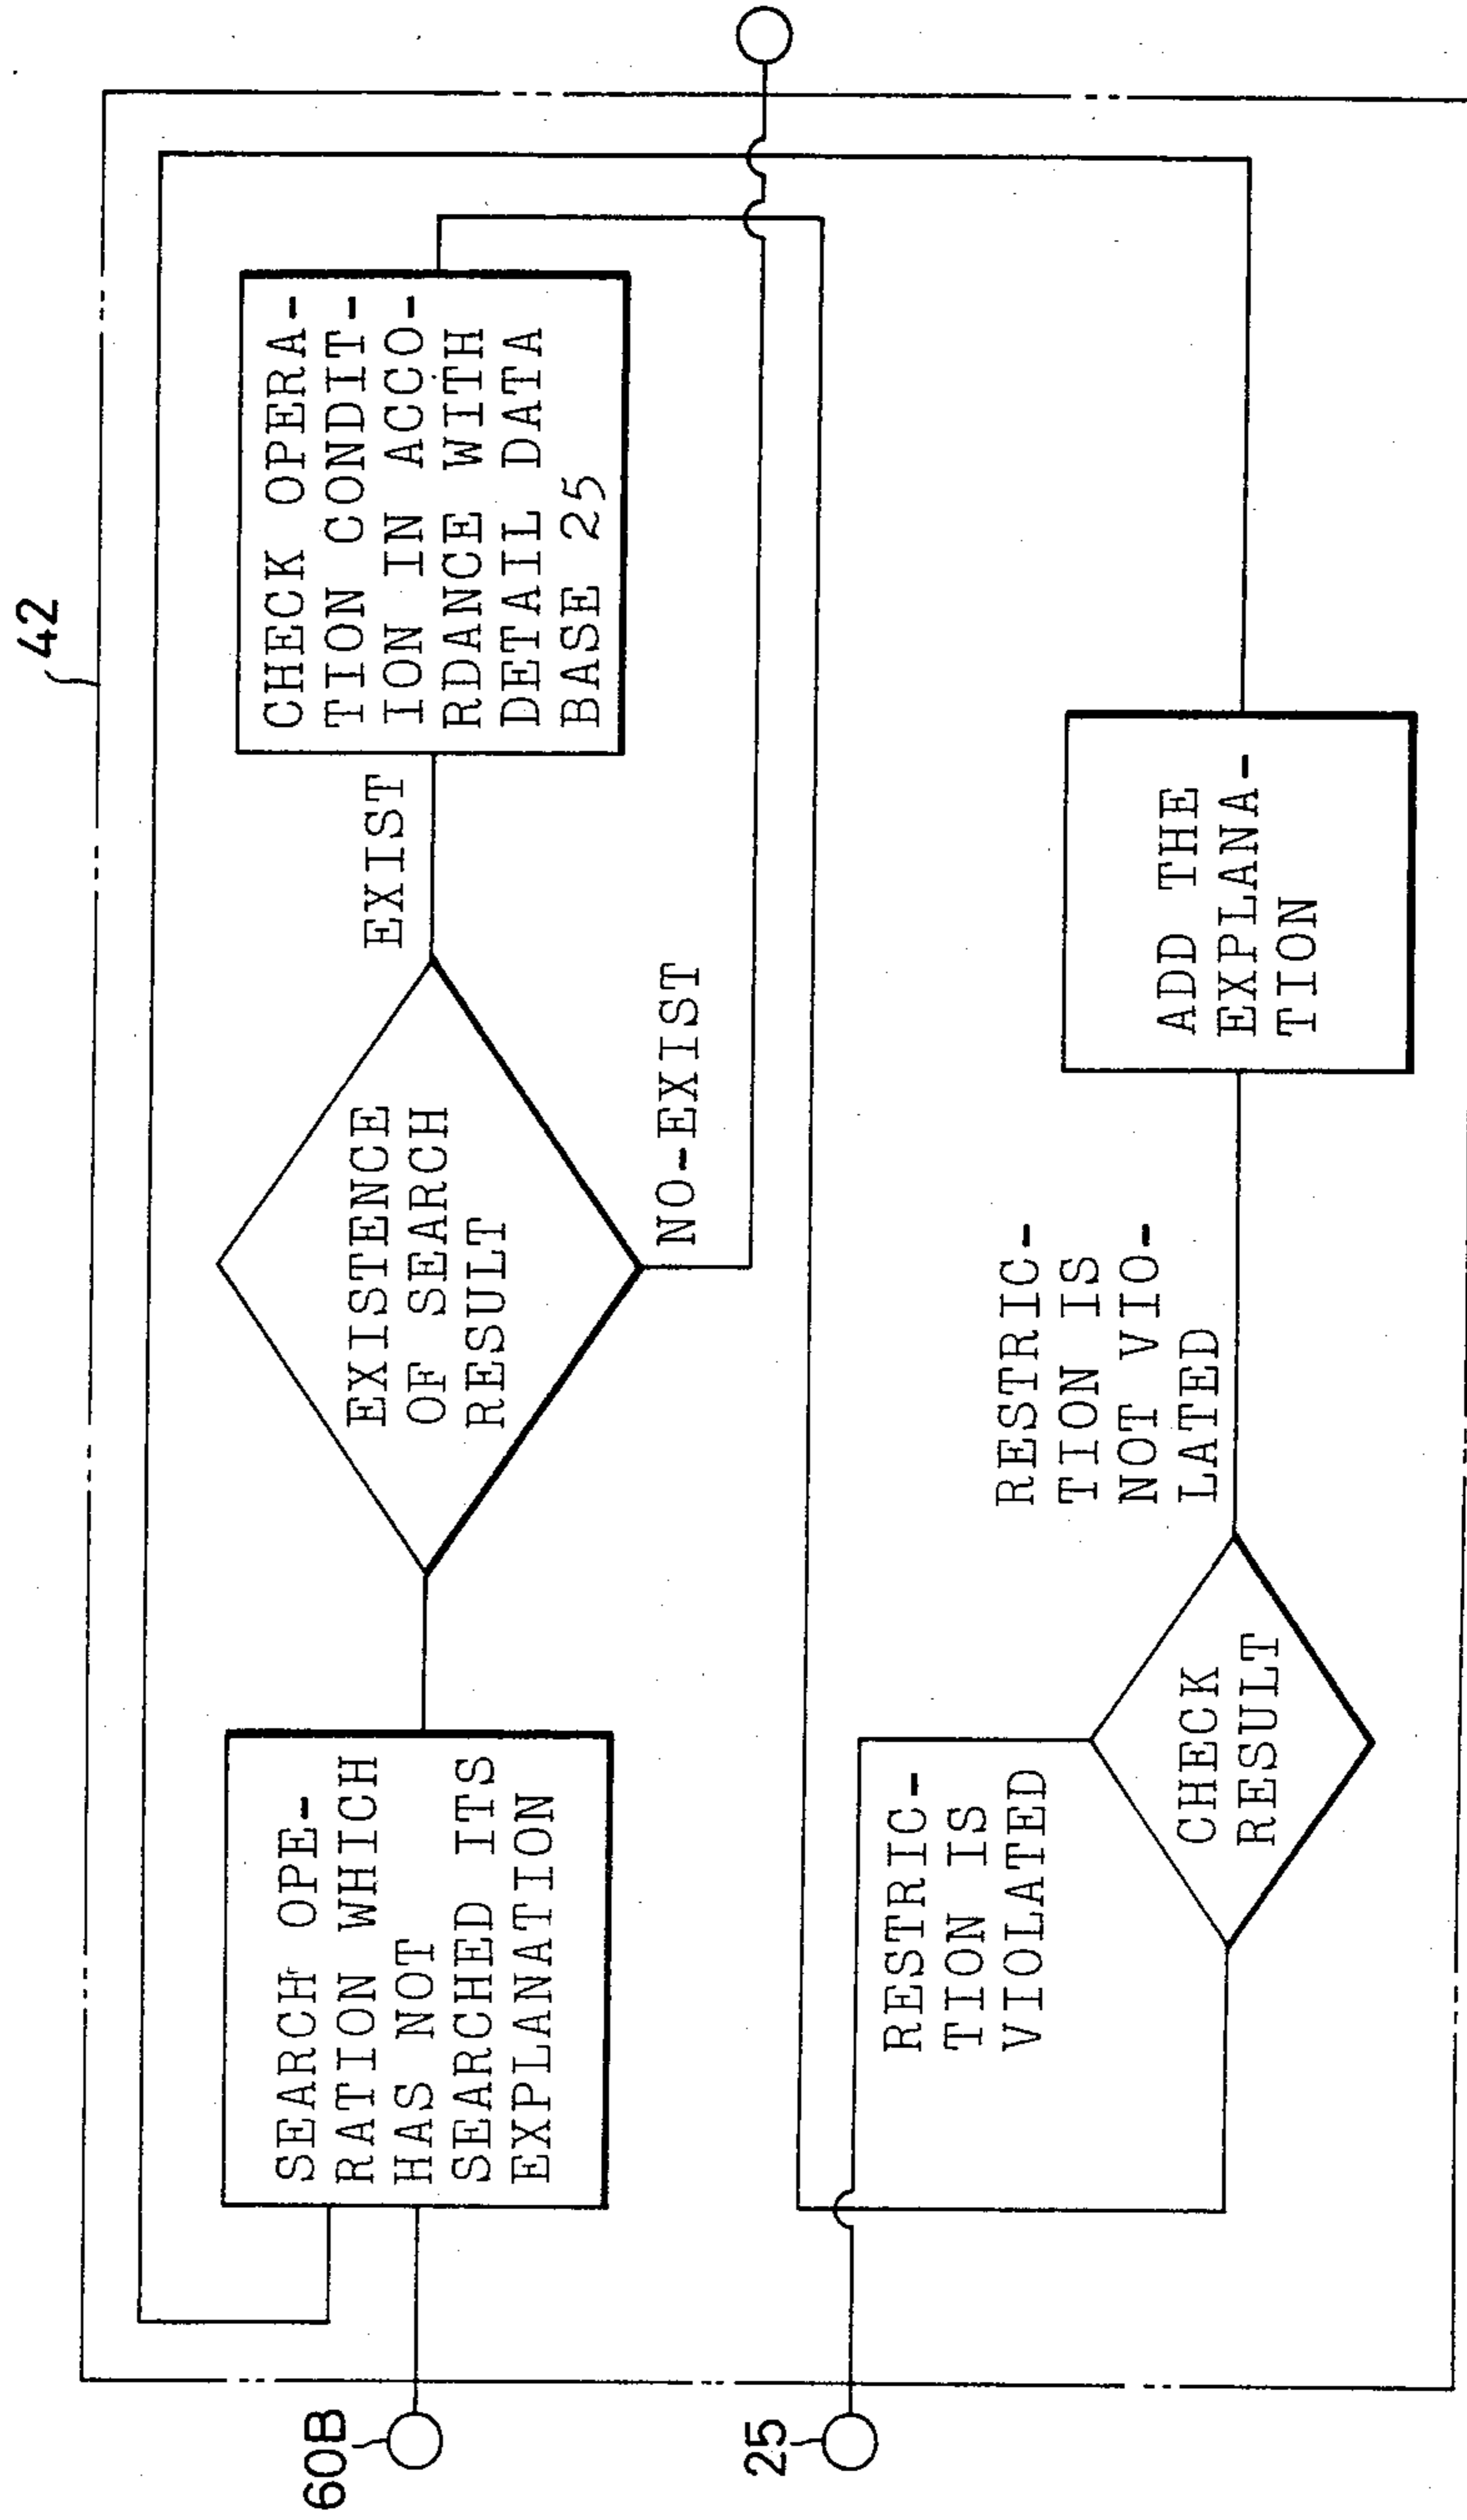 42
60B
SEARCH OPE-
RATION WHICH
HAS NOT
SEARCHED ITS
EXPLANATION
EXISTENCE
OF SEARCH
RESULT
EXIST
NO-EXIST
CHECK OPERA-
TION CONDIT-
ION IN ACCO-
RDANCE WITH
DETAIL DATA
BASE 25
25
RESTRIC-
TION IS
VIOLATED
CHECK
RESULT
RESTRIC-
TION IS
NOT VIO-
LATED
ADD THE
EXPLANA-
TION